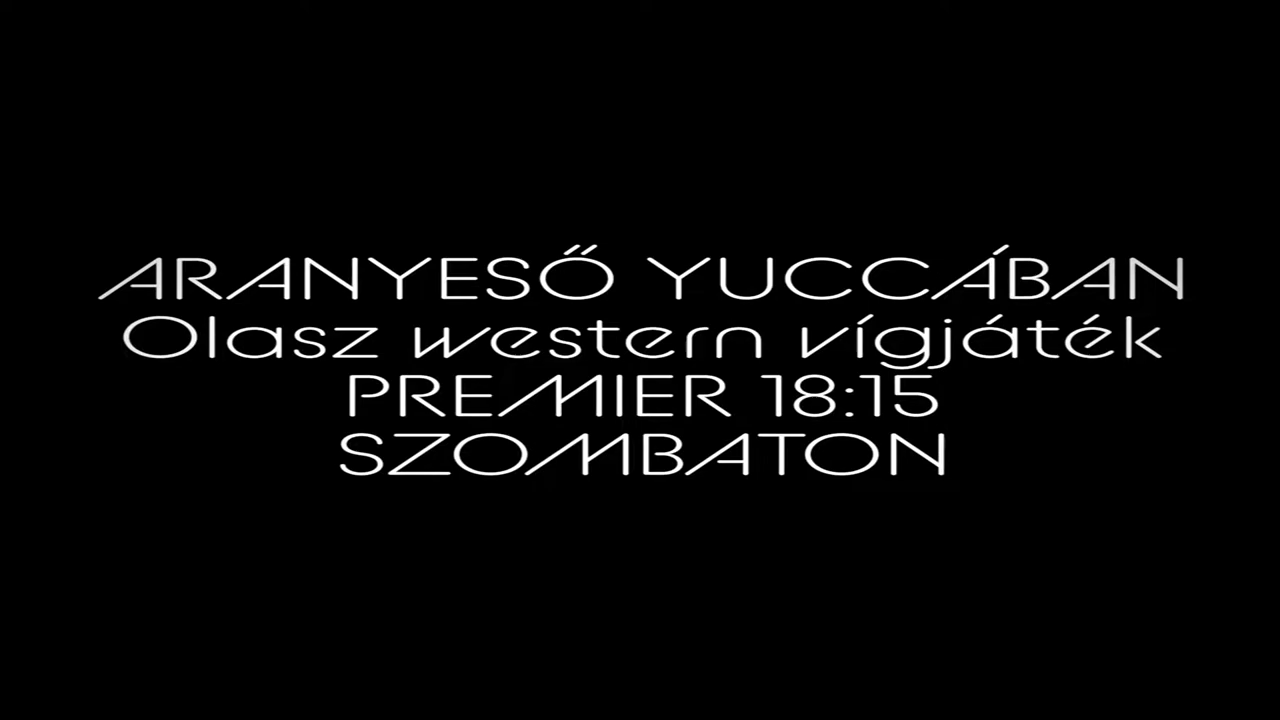 ARANYESŐ YUCCÁBAN
Olasz western vígjáték
PREMIER 18:15
SZOMBATON